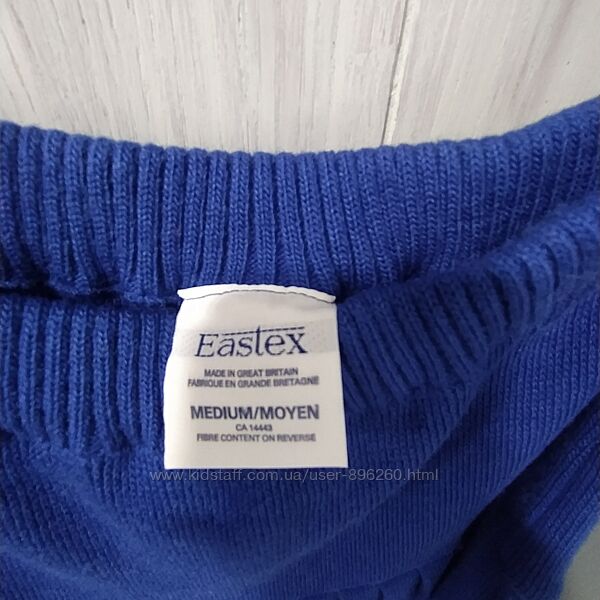 Eastex
MADE IN GREAT BRITAIN
FABRIQUE EN GRANDE BRETAGNE
MEDIUM/MOYEN
CA 14443
FIBRE CONTENT ON REVERSE
www.kidstaff.com.ua/user-896260.html